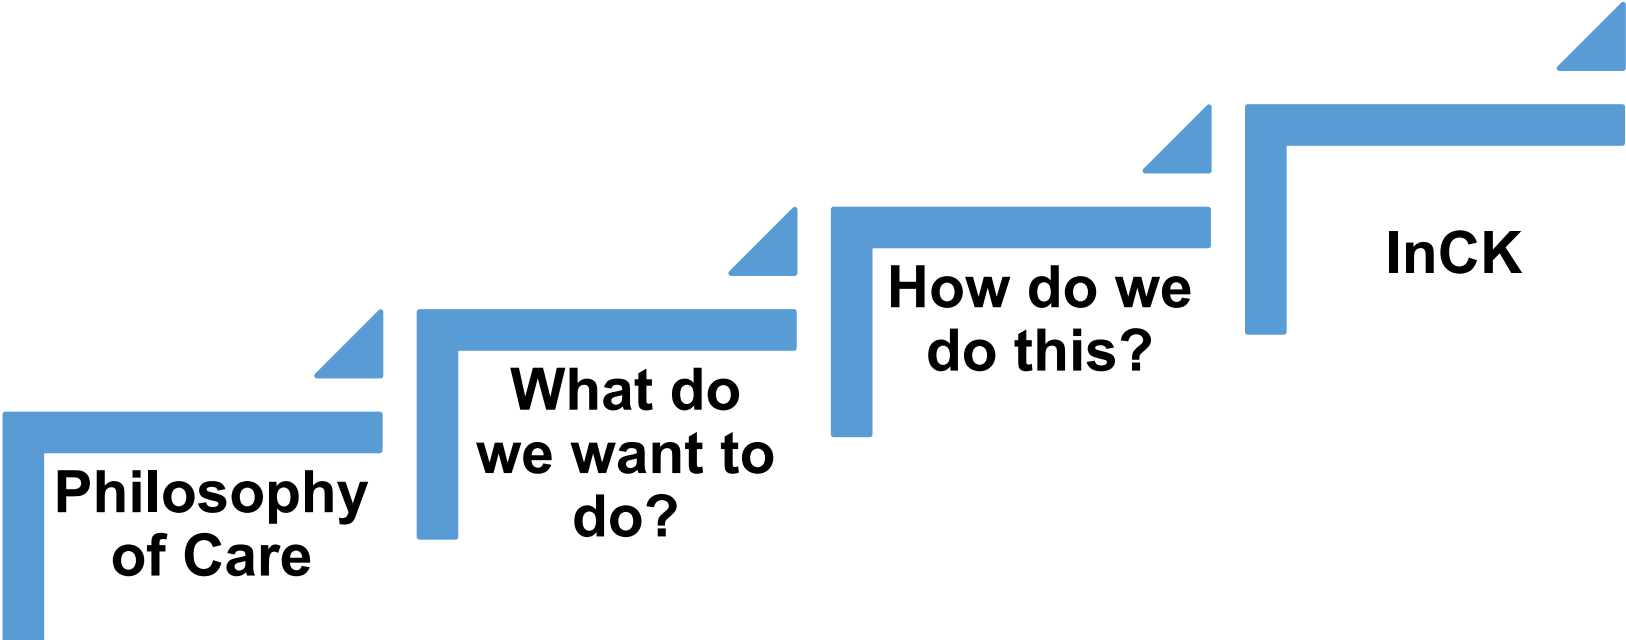 Philosophy
of Care
What do
we want to
do?
How do we
do this?
InCK